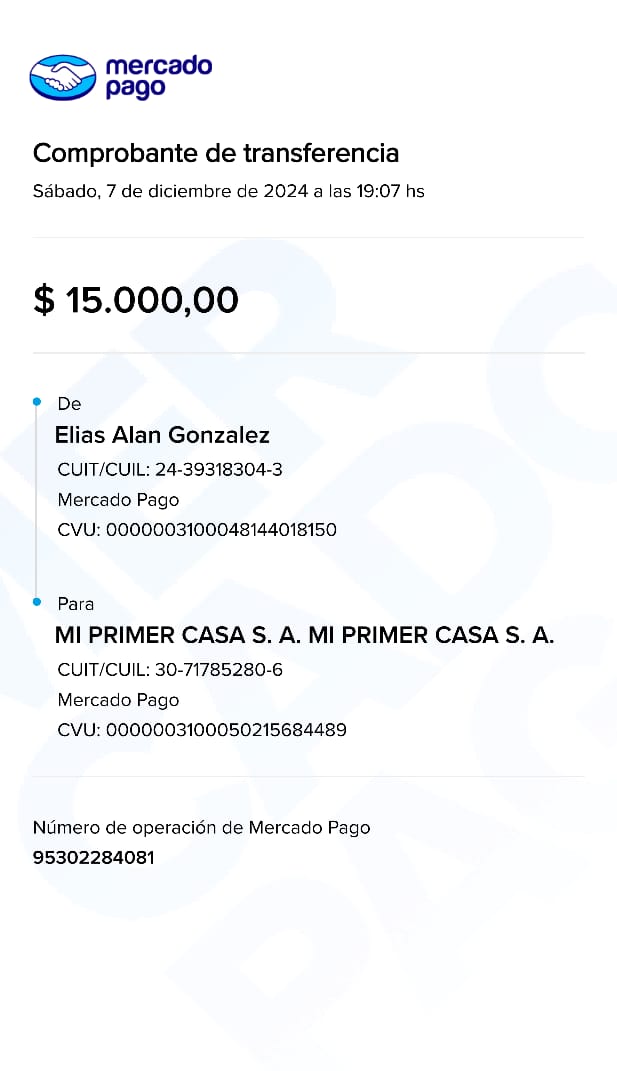 mercado
pago
Comprobante de transferencia
Sábado, 7 de diciembre de 2024 a las 19:07 hs
$ 15.000,00
De
Elias Alan Gonzalez
CUIT/CUIL: 24-39318304-3
Mercado Pago
CVU: 0000003100048144018150
Para
MI PRIMER CASA S. A. MI PRIMER CASA S. A.
CUIT/CUIL: 30-71785280-6
Mercado Pago
CVU: 0000003100050215684489
Número de operación de Mercado Pago
95302284081